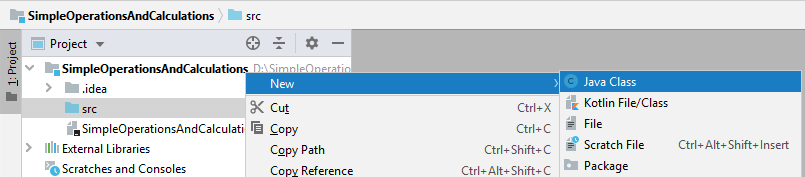 SimpleOperationsAndCalculations src
1: Project
Project
SimpleOperationsAndCalculations D:\SimpleOperatio
New
Java Class
.idea
Cut Ctrl+X
Kotlin File/Class
src
Copy Ctrl+C
File
SimpleOperationsAndCalculati
Copy Path Ctrl+Shift+C
Scratch File Ctrl+Alt+Shift+Insert
External Libraries
Copy Reference Ctrl+Alt+Shift+C
Package
Scratches and Consoles